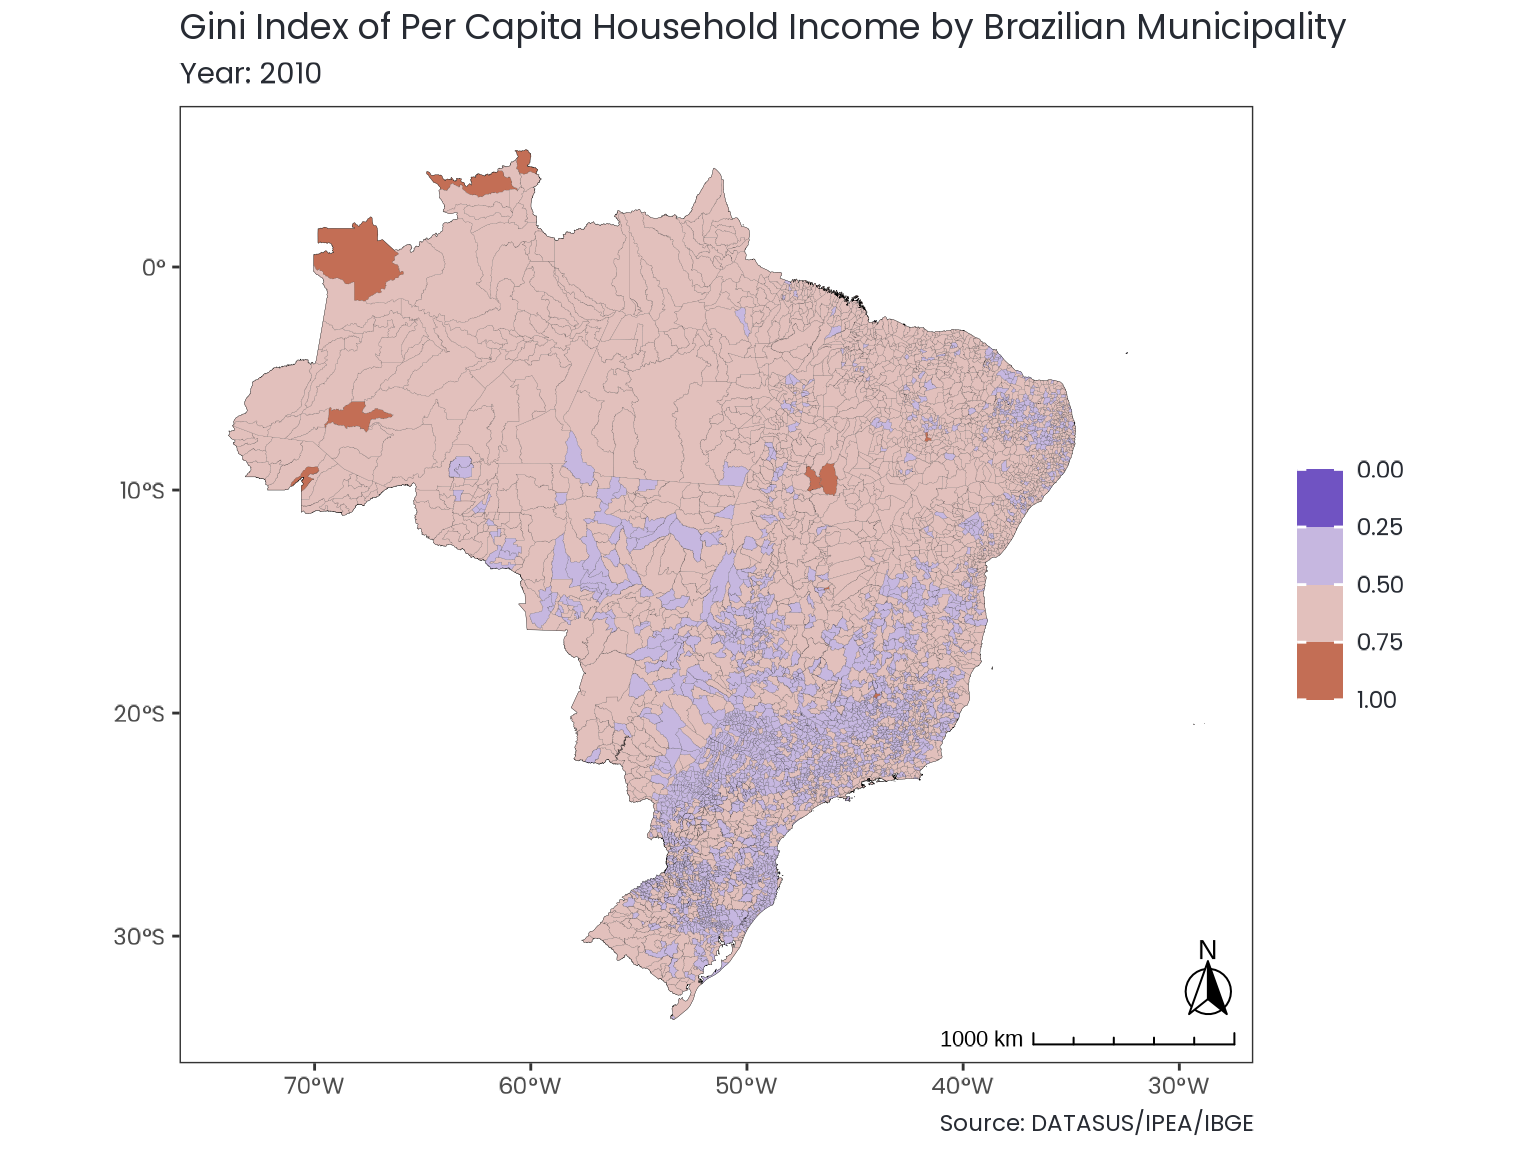 Gini Index of Per Capita Household Income by Brazilian Municipality
Year: 2010
0°
10°S
20°S
30°S
70°W
60°W
50°W
40°W
30°W
0.00
0.25
0.50
0.75
1.00
N
1000 km
Source: DATASUS/IPEA/IBGE